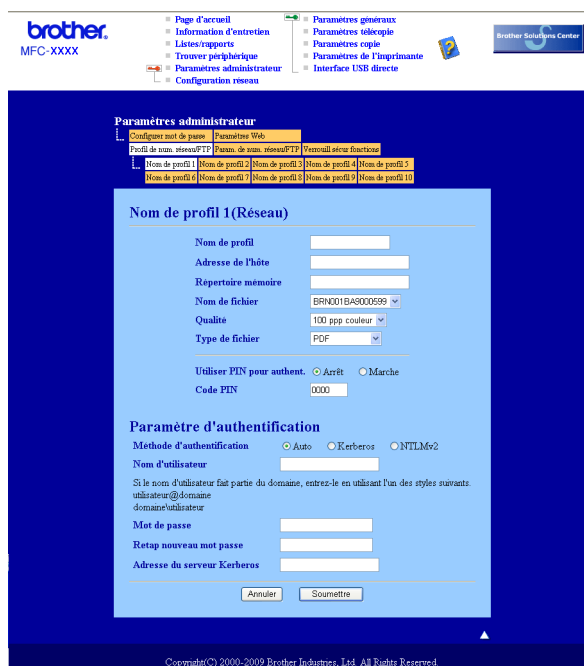 brother.
MFC-XXXX
Page d'accueil
Information d'entretien
Listes/rapports
Trouver périphérique
Paramètres administrateur
Configuration réseau
Paramètres généraux
Paramètres télécopie
Paramètres copie
Paramètres de l'imprimante
Interface USB directe
Brother Solutions Center
Paramètres administrateur
Configurer mot de passe Paramètres Web
Profil de num. réseau/FTP Param. de num. réseau/FTP Verrouill sécur fonctions
Nom de profil 1 Nom de profil 2 Nom de profil 3 Nom de profil 4 Nom de profil 5
Nom de profil 6 Nom de profil 7 Nom de profil 8 Nom de profil 9 Nom de profil 10
Nom de profil 1(Réseau)
Nom de profil
Adresse de l'hôte
Répertoire mémoire
Nom de fichier BRN001BA9000599
Qualité 100 ppp couleur
Type de fichier PDF
Utiliser PIN pour authent. Arrêt Marche
Code PIN 0000
Paramètre d'authentification
Méthode d'authentification Auto Kerberos NTLMv2
Nom d'utilisateur
Si le nom d'utilisateur fait partie du domaine, entrez-le en utilisant l'un des styles suivants.
utilisateur@domaine
domaine\utilisateur
Mot de passe
Retap nouveau mot passe
Adresse du serveur Kerberos
Annuler Soumettre
Copyright(C) 2000-2009 Brother Industries, Ltd. All Rights Reserved.